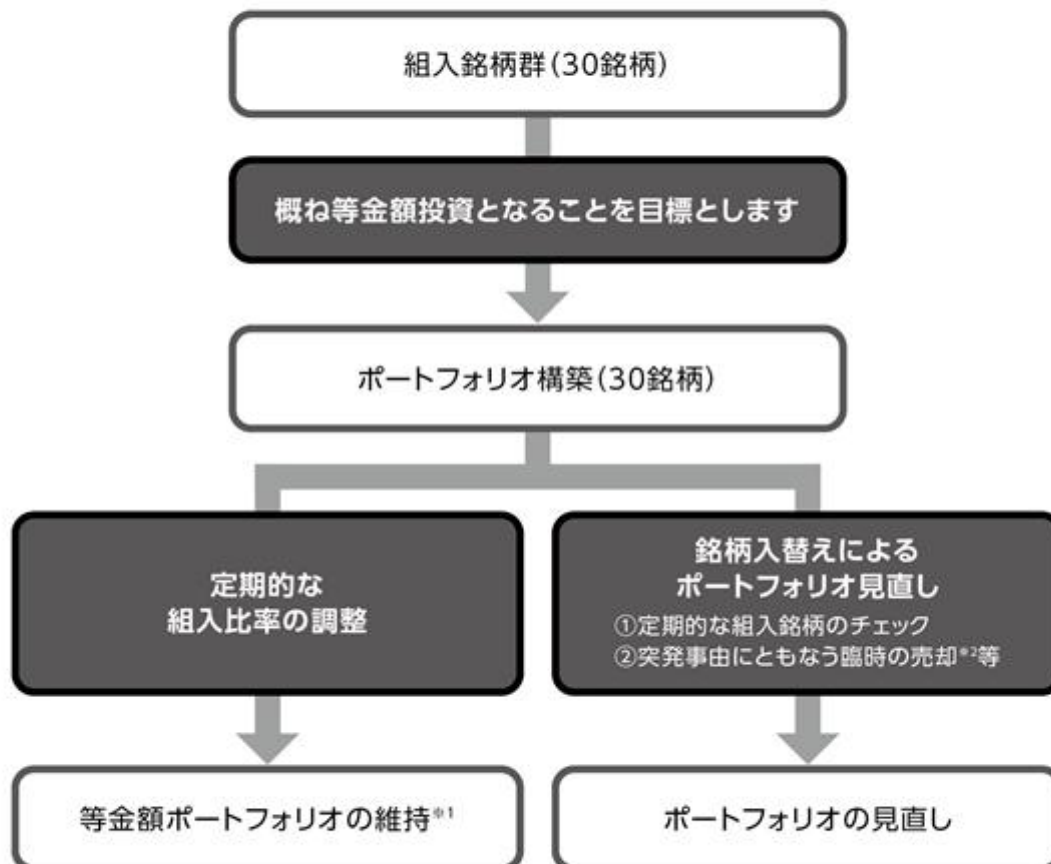 組入銘柄群(30銘柄)
概ね等金額投資となることを目標とします
ポートフォリオ構築(30銘柄)
定期的な
組入比率の調整
銘柄入替えによる
ポートフォリオ見直し
①定期的な組入銘柄のチェック
②突発事由にともなう臨時の売却※2等
等金額ポートフォリオの維持※1
ポートフォリオの見直し